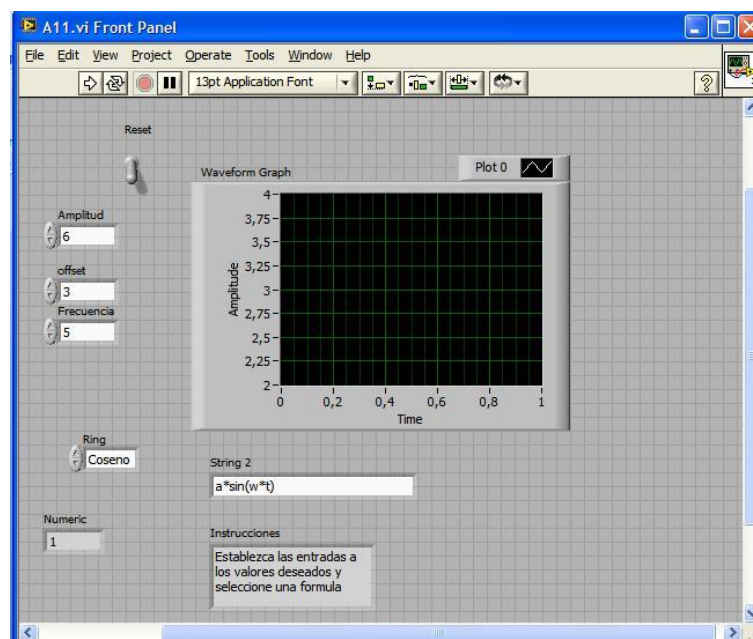 A11.vi Front Panel
File Edit View Project Operate Tools Window Help
13pt Application Font
?
Reset
Waveform Graph
Plot 0
Amplitud
6
offset
3
Frecuencia
5
Amplitude
4
3,75
3,5
3,25
3
2,75
2,5
2,25
2
0 0,2 0,4 0,6 0,8 1
Time
Ring
Coseno
String 2
a*sin(w*t)
Numeric
1
Instrucciones
Establezca las entradas a
los valores deseados y
seleccione una formula